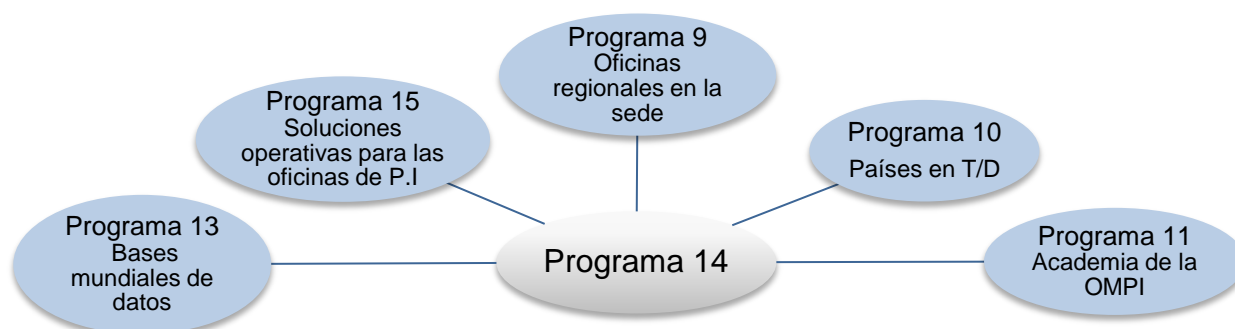 Programa 9
Oficinas
regionales en la
sede
Programa 15
Soluciones
operativas para las
oficinas de P.I
Programa 10
Países en T/D
Programa 13
Bases
mundiales de
datos
Programa 14
Programa 11
Academia de la
OMPI